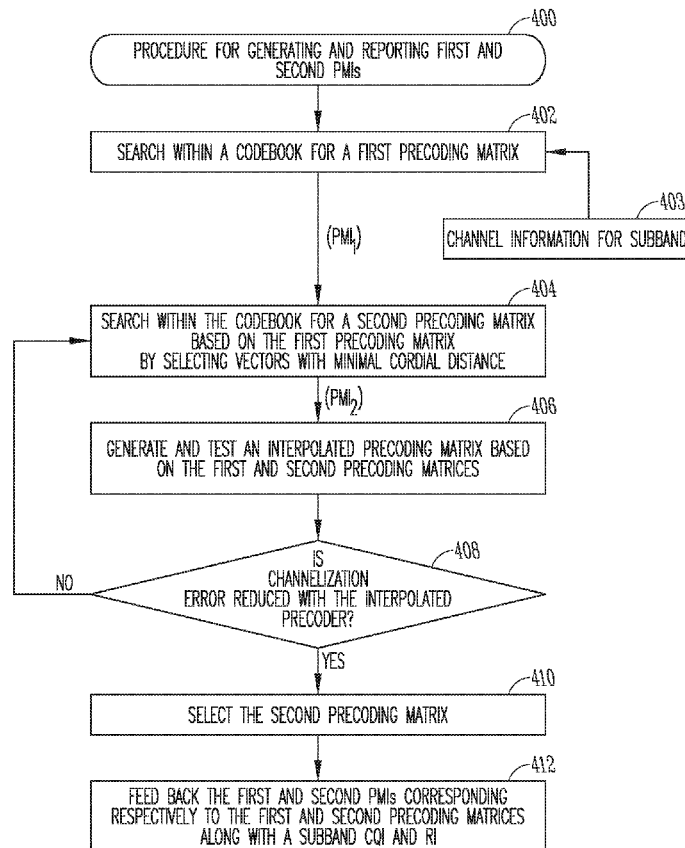 400
PROCEDURE FOR GENERATING AND REPORTING FIRST AND
SECOND PMIs
402
SEARCH WITHIN A CODEBOOK FOR A FIRST PRECODING MATRIX
403
CHANNEL INFORMATION FOR SUBBAND
(PMI1)
404
SEARCH WITHIN THE CODEBOOK FOR A SECOND PRECODING MATRIX
BASED ON THE FIRST PRECODING MATRIX
BY SELECTING VECTORS WITH MINIMAL CORDIAL DISTANCE
(PMI2)
406
GENERATE AND TEST AN INTERPOLATED PRECODING MATRIX BASED
ON THE FIRST AND SECOND PRECODING MATRICES
408
IS
CHANNELIZATION
ERROR REDUCED WITH THE INTERPOLATED
PRECODER?
NO
YES
410
SELECT THE SECOND PRECODING MATRIX
412
FEED BACK THE FIRST AND SECOND PMIs CORRESPONDING
RESPECTIVELY TO THE FIRST AND SECOND PRECODING MATRICES
ALONG WITH A SUBBAND CQI AND RI